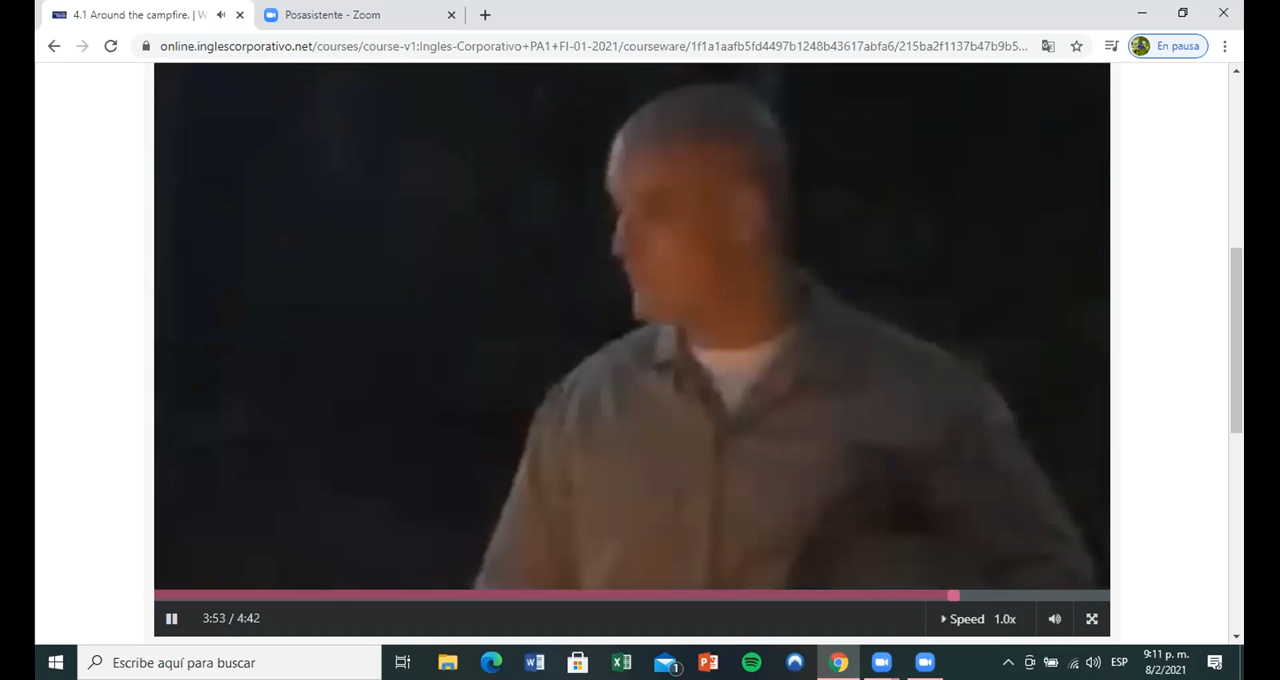 4.1 Around the campfire. | W
Posasistente - Zoom
online.inglescorporativo.net/courses/course-v1:Ingles-Corporativo+PA1+FI-01-2021/courseware/1f1a1aafb5fd4497b1248b43617abfa6/215ba2f1137b47b9b5...
En pausa
3:53 / 4:42
Speed 1.0x
Escribe aquí para buscar
1
ESP
9:11 p. m.
8/2/2021